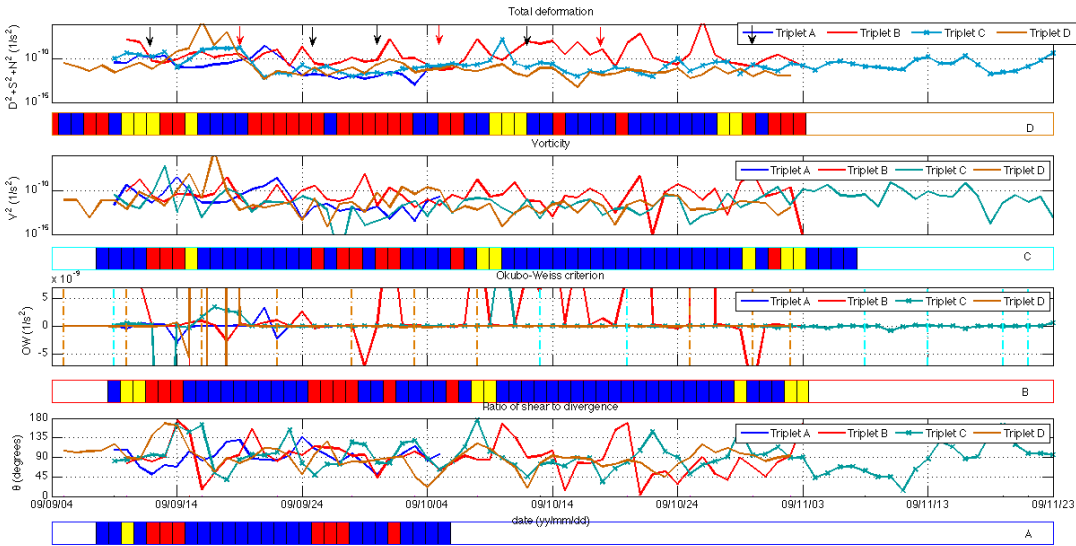 Total deformation
D² + S² + N² (1/s²)
10⁻¹⁰
10⁻¹⁵
Triplet A Triplet B Triplet C Triplet D
D
Vorticity
V² (1/s²)
10⁻¹⁰
10⁻¹⁵
Triplet A Triplet B Triplet C Triplet D
C
Okubo-Weiss criterion
x 10⁻⁹
OW (1/s²)
5
0
-5
Triplet A Triplet B Triplet C Triplet D
B
Ratio of shear to divergence
θ (degrees)
180
135
90
45
0
Triplet A Triplet B Triplet C Triplet D
09/09/04 09/09/14 09/09/24 09/10/04 09/10/14 09/10/24 09/11/03 09/11/13 09/11/23
date (yy/mm/dd)
A